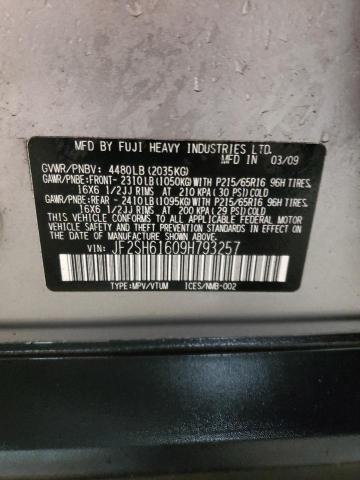 MFD BY FUJI HEAVY INDUSTRIES LTD.
IN 03/09
GVWR/PNBV: 4480LB (2035KG)
GAWR/PNBE:FRONT-2310LB(1050KG)WITH P215/65R16 96H TIRES,
16X6 1/2JJ RIMS AT 210 KPA (30 PSI)COLD
GAWR/PNBE:REAR - 2410LB(1095KG)WITH P215/65R16 96H TIRES,
16X6 1/2JJ RIMS AT 200 KPA (29 PSI)COLD
THIS VEHICLE CONFORMS TO ALL APPLICABLE FEDERAL MOTOR
VEHICLE SAFETY STANDARDS IN EFFECT ON THE DATE OF
MANUFACTURE SHOWN ABOVE.
VIN: JF2SH61609H793257
TYPE:MPV/VTUM ICES/NMB-002